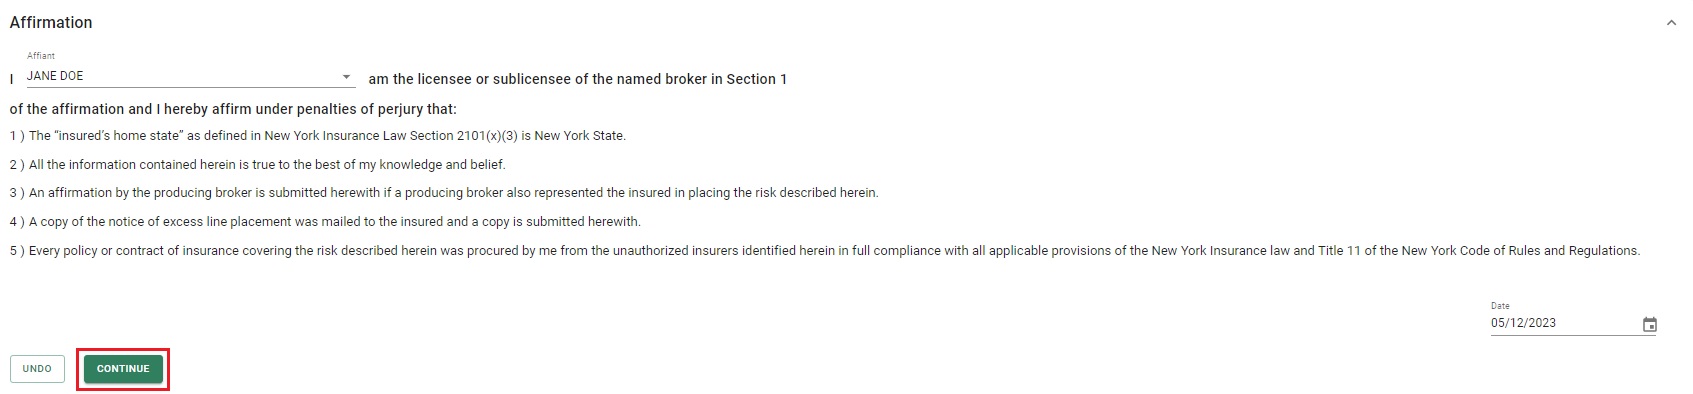 Affirmation
Affiant
I JANE DOE am the licensee or sublicensee of the named broker in Section 1
of the affirmation and I hereby affirm under penalties of perjury that:
1 ) The “insured’s home state” as defined in New York Insurance Law Section 2101(x)(3) is New York State.
2 ) All the information contained herein is true to the best of my knowledge and belief.
3 ) An affirmation by the producing broker is submitted herewith if a producing broker also represented the insured in placing the risk described herein.
4 ) A copy of the notice of excess line placement was mailed to the insured and a copy is submitted herewith.
5 ) Every policy or contract of insurance covering the risk described herein was procured by me from the unauthorized insurers identified herein in full compliance with all applicable provisions of the New York Insurance law and Title 11 of the New York Code of Rules and Regulations.
Date
05/12/2023
UNDO CONTINUE